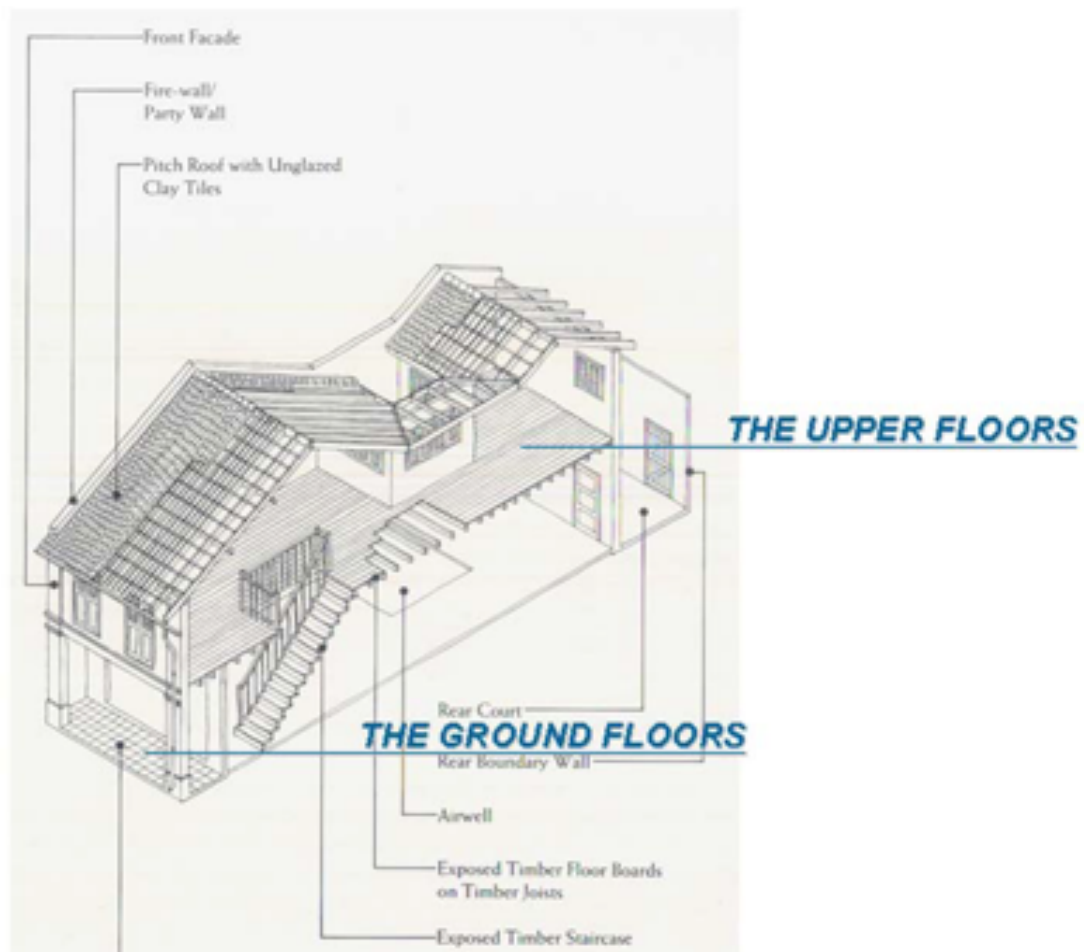 Front Facade
Fire-wall/
Party Wall
Pitch Roof with Unglazed
Clay Tiles
THE UPPER FLOORS
Rear Court
THE GROUND FLOORS
Rear Boundary Wall
Airwell
Exposed Timber Floor Boards
on Timber Joists
Exposed Timber Staircase